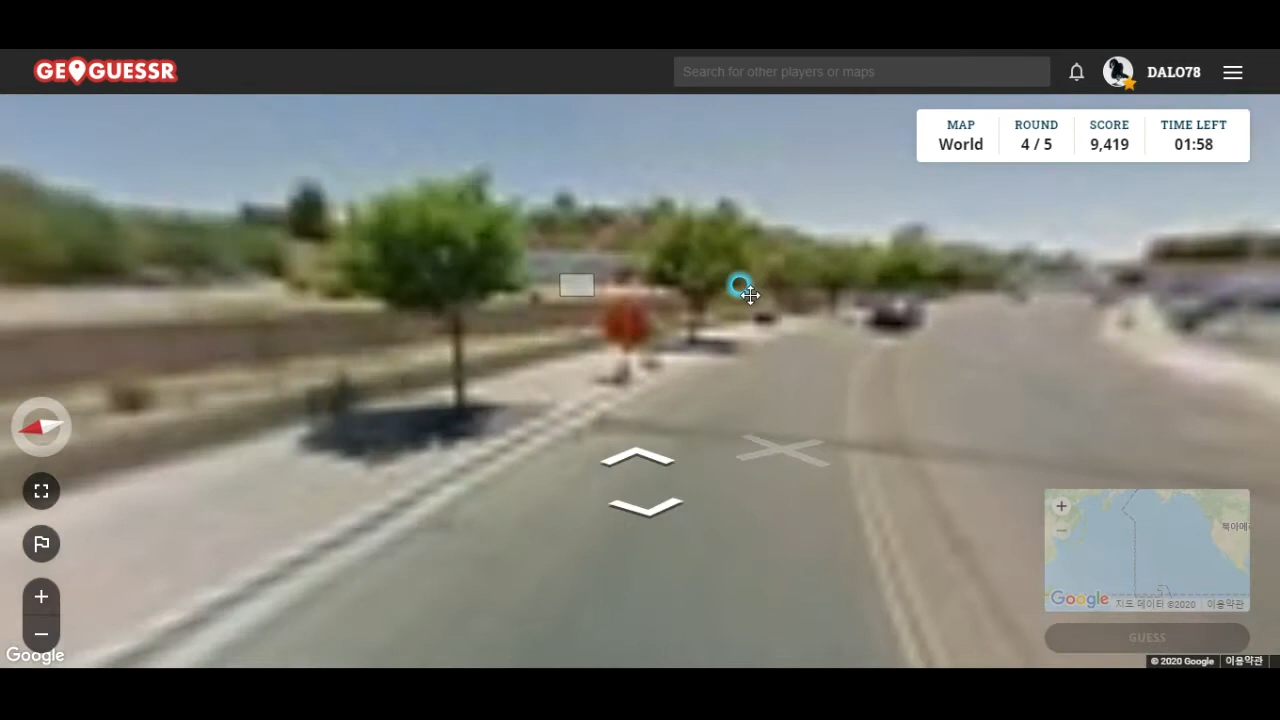 GEOGUESSR
Search for other players or maps
DALO78
MAP ROUND SCORE TIME LEFT
World 4 / 5 9,419 01:58
북아메
Google 지도 데이터 ©2020 이용약관
GUESS
Google
© 2020 Google 이용약관